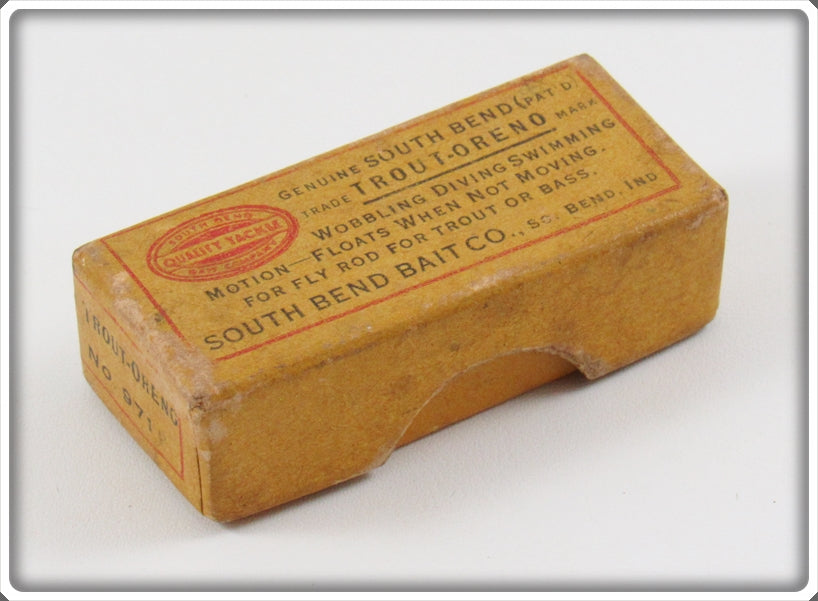 GENUINE SOUTH BEND (PAT'D)
TRADE TROUT-ORENO MARK
WOBBLING DIVING SWIMMING
MOTION—FLOATS WHEN NOT MOVING.
FOR FLY ROD FOR TROUT OR BASS.
SOUTH BEND BAIT CO., SO. BEND, IND
SOUTH BEND
QUALITY TACKLE
BAIT COMPANY
TROUT-ORENO
No 971